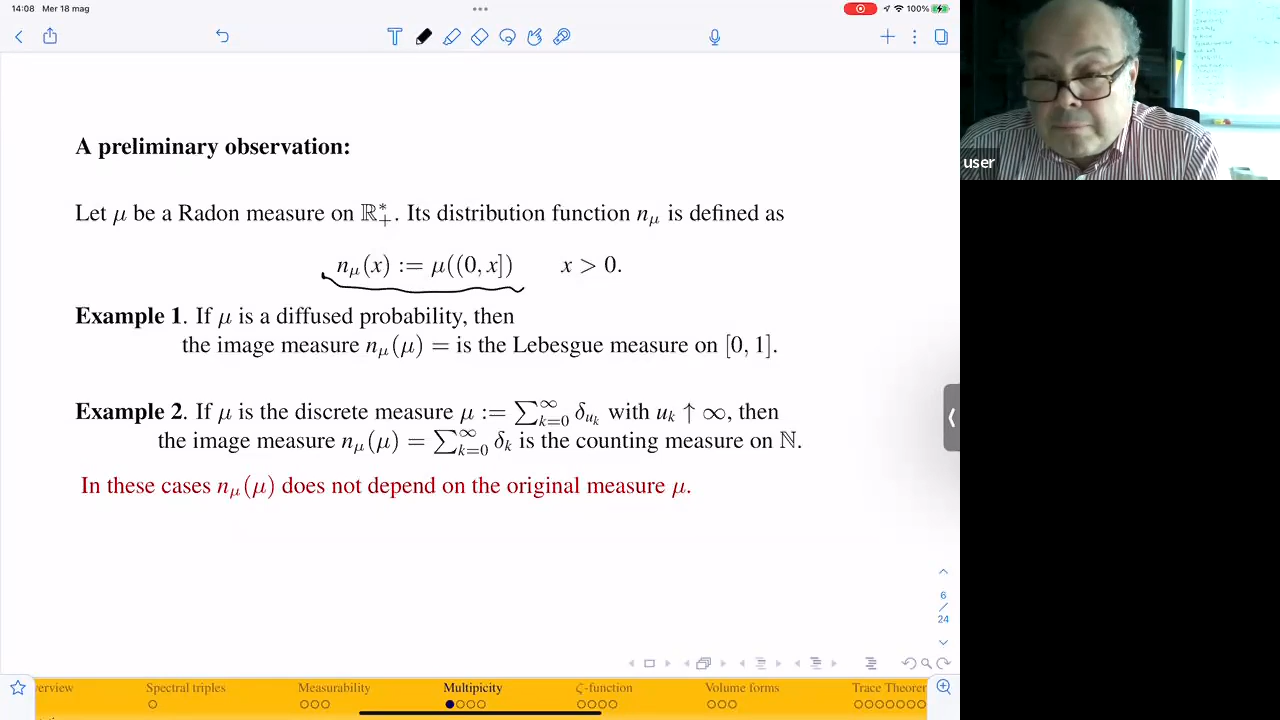 14:08 Mer 18 mag
100%
user
A preliminary observation:
Let μ be a Radon measure on ℝ₊*. Its distribution function n_μ is defined as
n_μ(x) := μ((0, x]) x > 0.
Example 1. If μ is a diffused probability, then
the image measure n_μ(μ) = is the Lebesgue measure on [0, 1].
Example 2. If μ is the discrete measure μ := ∑_{k=0}^∞ δ_{u_k} with u_k ↑ ∞, then
the image measure n_μ(μ) = ∑_{k=0}^∞ δ_k is the counting measure on ℕ.
In these cases n_μ(μ) does not depend on the original measure μ.
6
/
24
verview Spectral triples Measurability Multipicity ζ-function Volume forms Trace Theorem